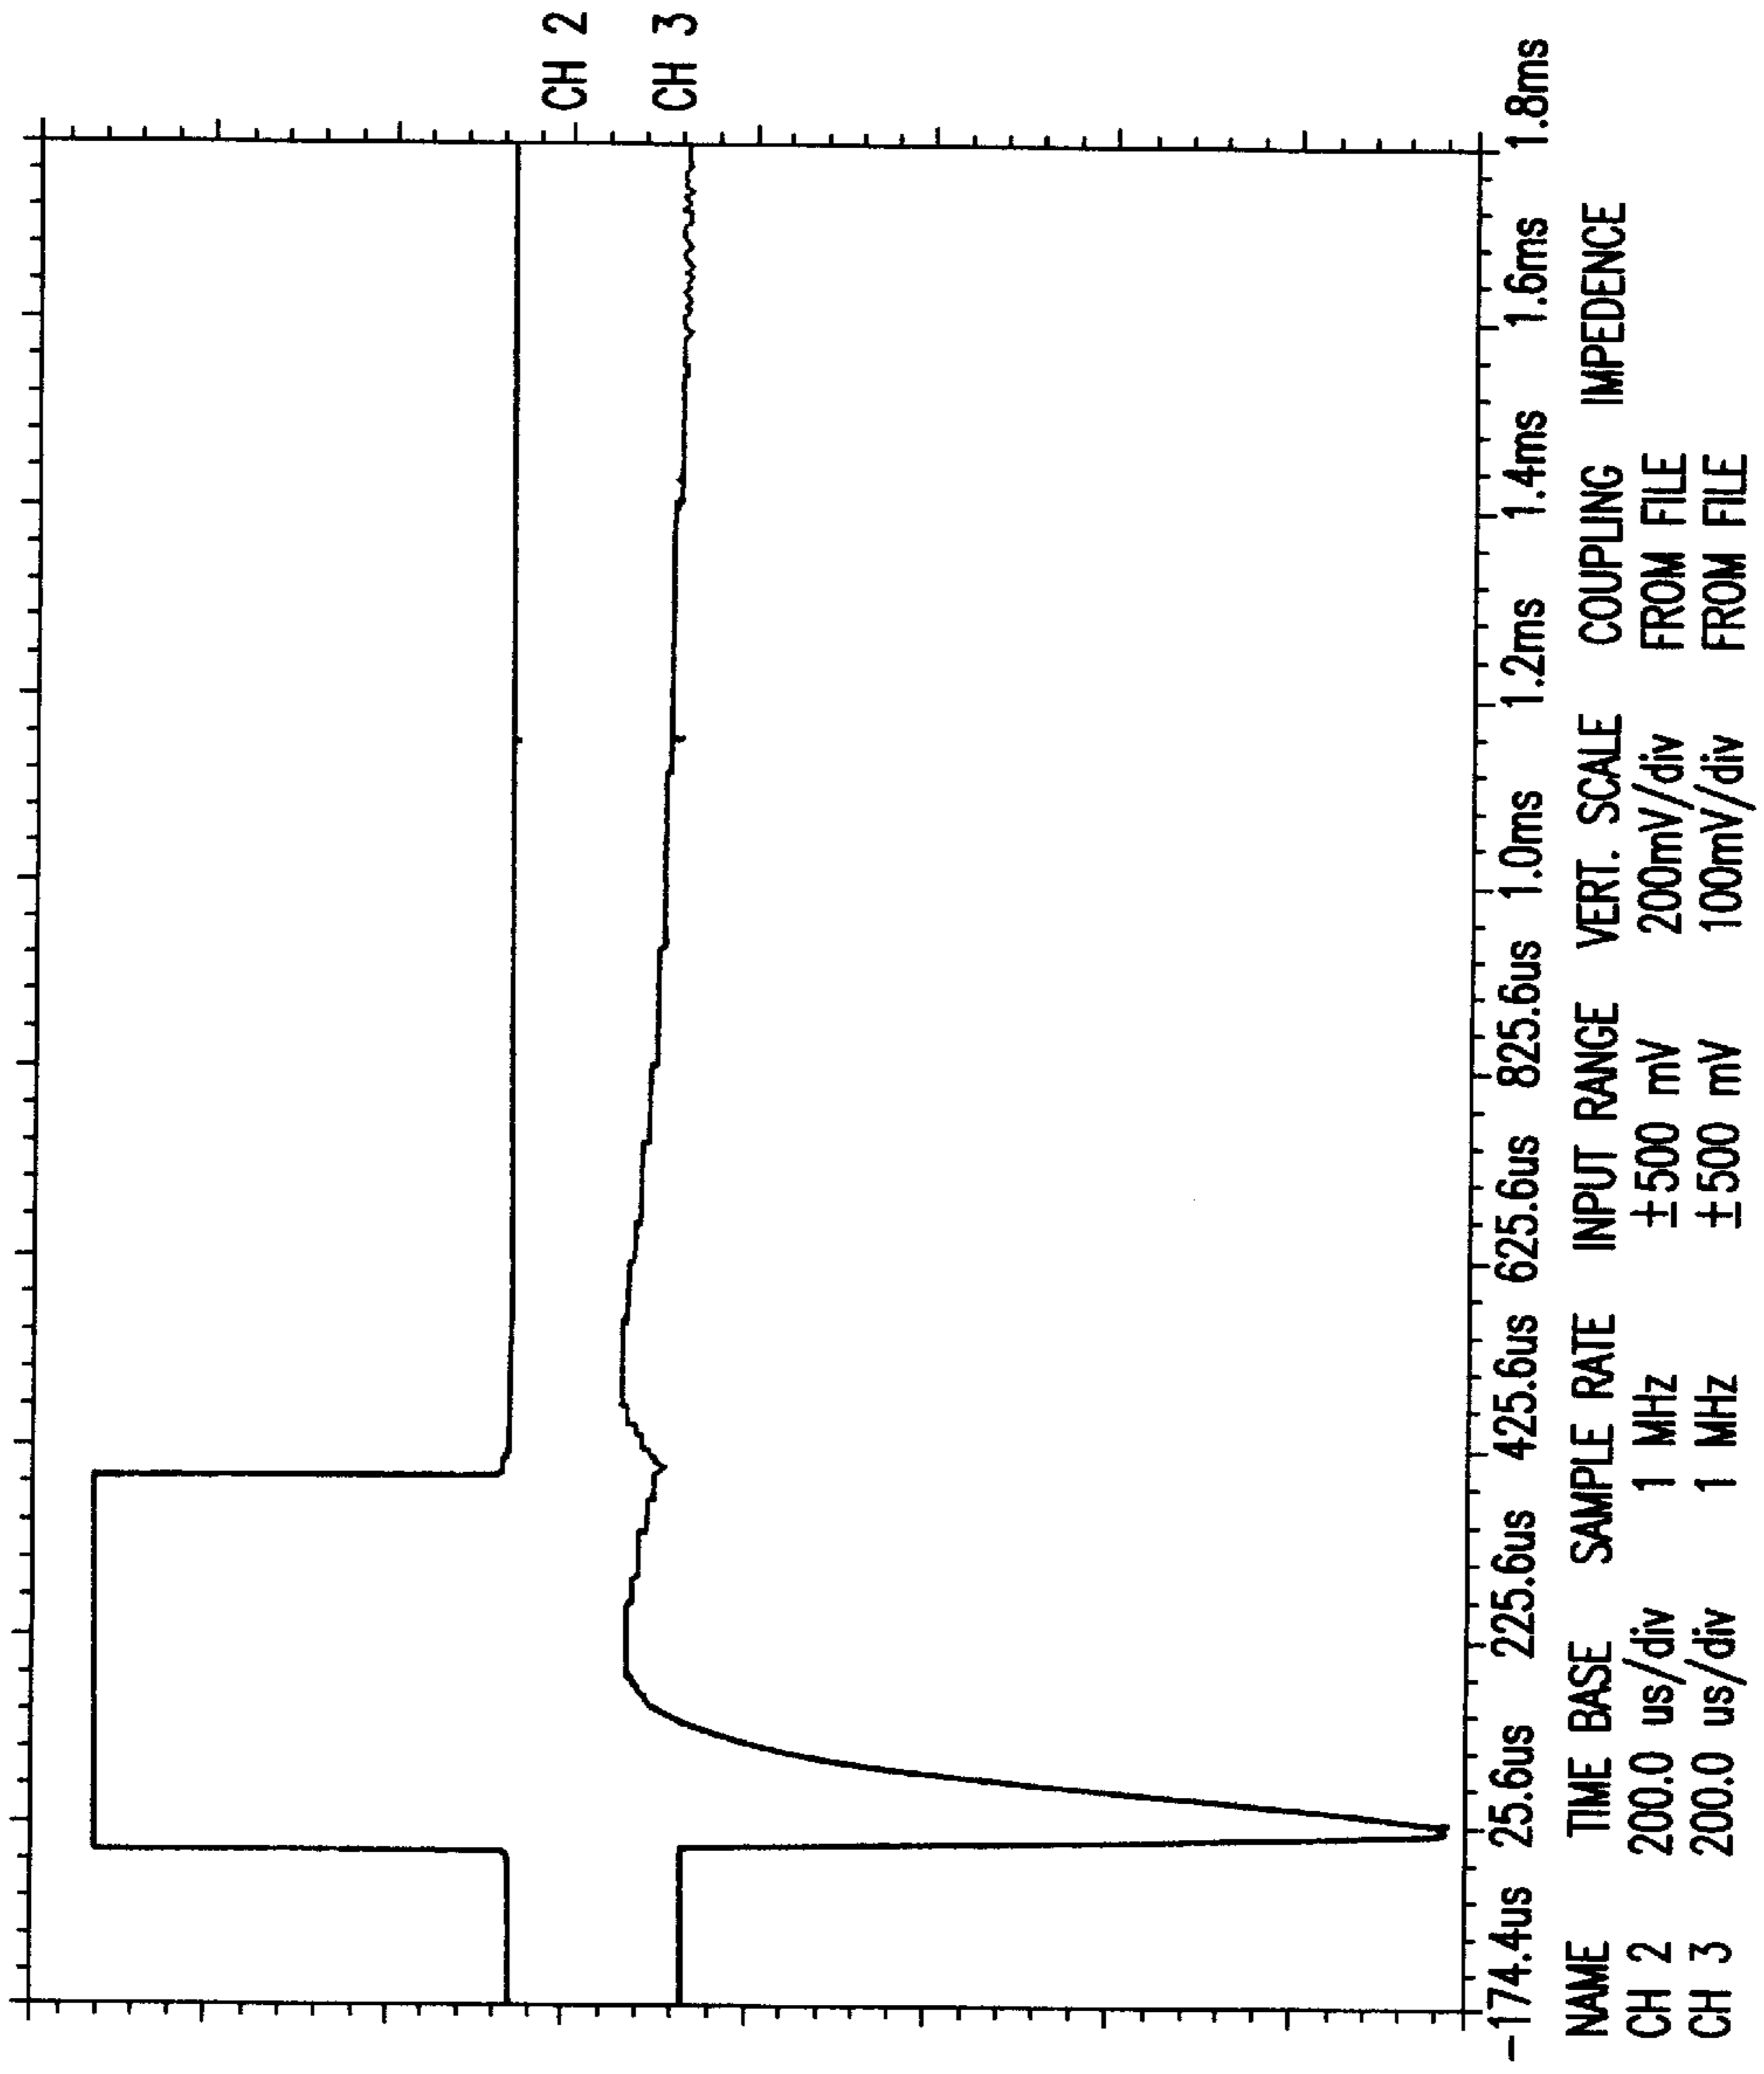 CH 2
CH 3
-174.4us 25.6us 225.6us 425.6us 625.6us 825.6us 1.0ms 1.2ms 1.4ms 1.6ms 1.8ms
NAME TIME BASE SAMPLE RATE INPUT RANGE VERT. SCALE COUPLING IMPEDENCE
CH 2 200.0 us/div 1 MHz ±500 mV 200mV/div FROM FILE
CH 3 200.0 us/div 1 MHz ±500 mV 100mV/div FROM FILE